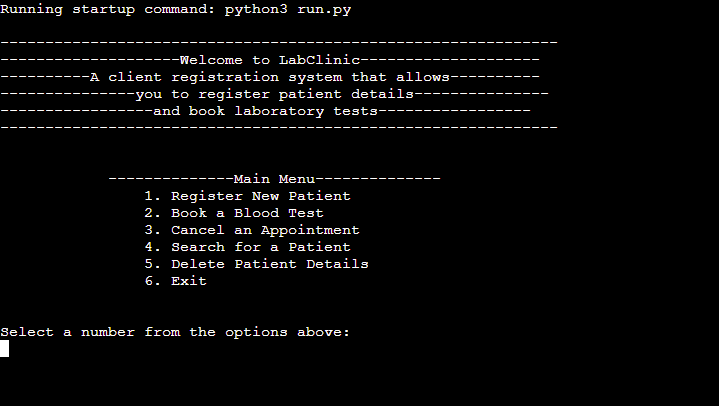 Running startup command: python3 run.py
--------------------------------------------------------------
--------------------Welcome to LabClinic--------------------
----------A client registration system that allows----------
---------------you to register patient details---------------
-----------------and book laboratory tests-----------------
--------------------------------------------------------------
--------------Main Menu--------------
1. Register New Patient
2. Book a Blood Test
3. Cancel an Appointment
4. Search for a Patient
5. Delete Patient Details
6. Exit
Select a number from the options above: